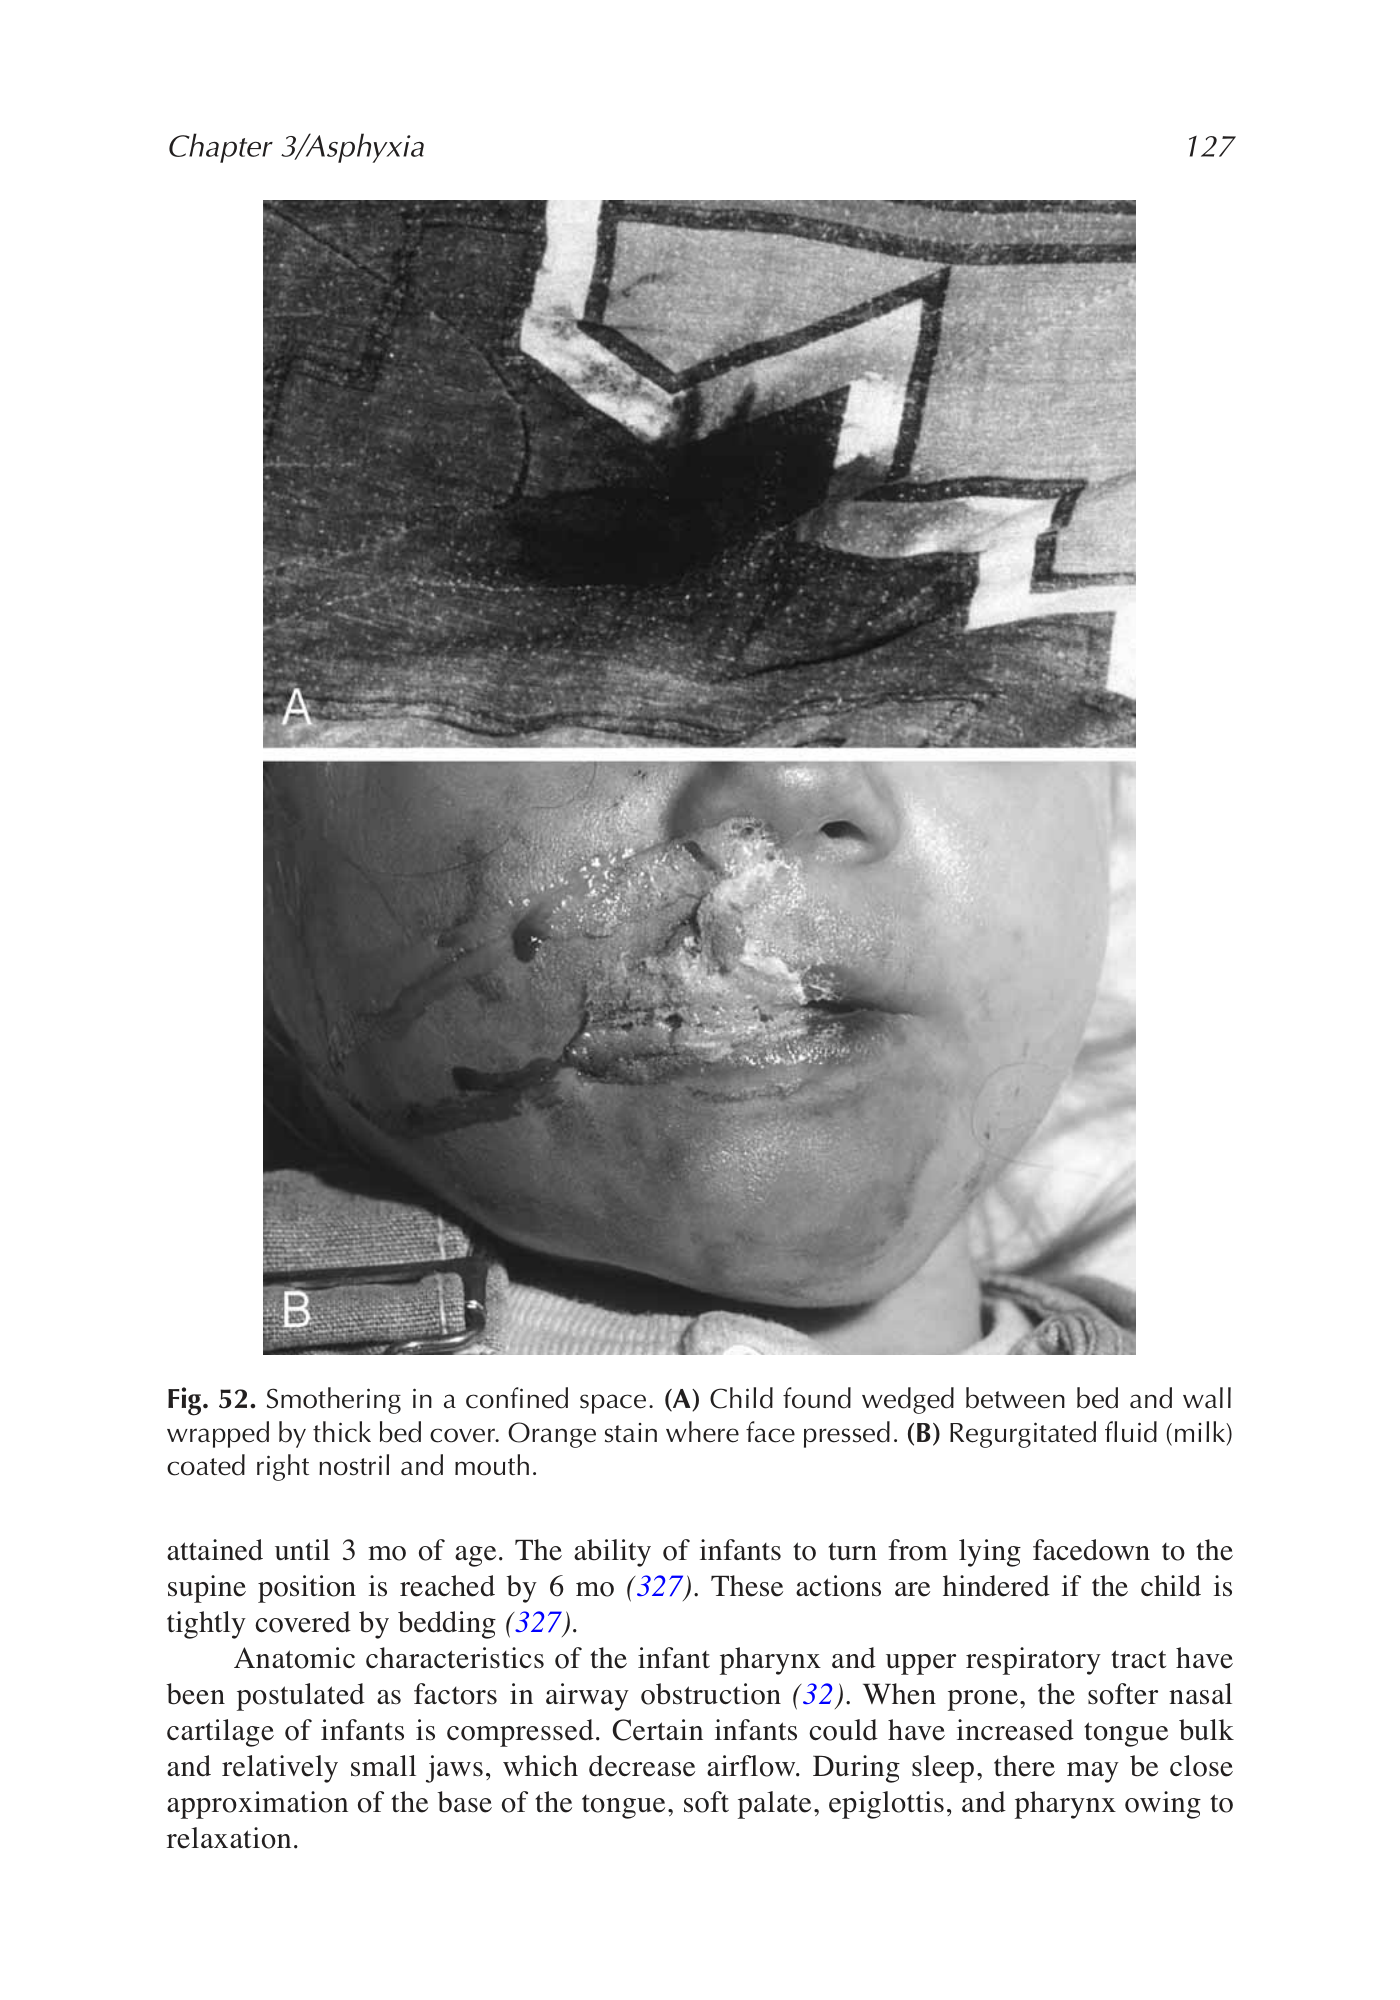 Chapter 3/Asphyxia 127
A
B
Fig. 52. Smothering in a confined space. (A) Child found wedged between bed and wall
wrapped by thick bed cover. Orange stain where face pressed. (B) Regurgitated fluid (milk)
coated right nostril and mouth.
attained until 3 mo of age. The ability of infants to turn from lying facedown to the
supine position is reached by 6 mo (327). These actions are hindered if the child is
tightly covered by bedding (327).
Anatomic characteristics of the infant pharynx and upper respiratory tract have
been postulated as factors in airway obstruction (32). When prone, the softer nasal
cartilage of infants is compressed. Certain infants could have increased tongue bulk
and relatively small jaws, which decrease airflow. During sleep, there may be close
approximation of the base of the tongue, soft palate, epiglottis, and pharynx owing to
relaxation.